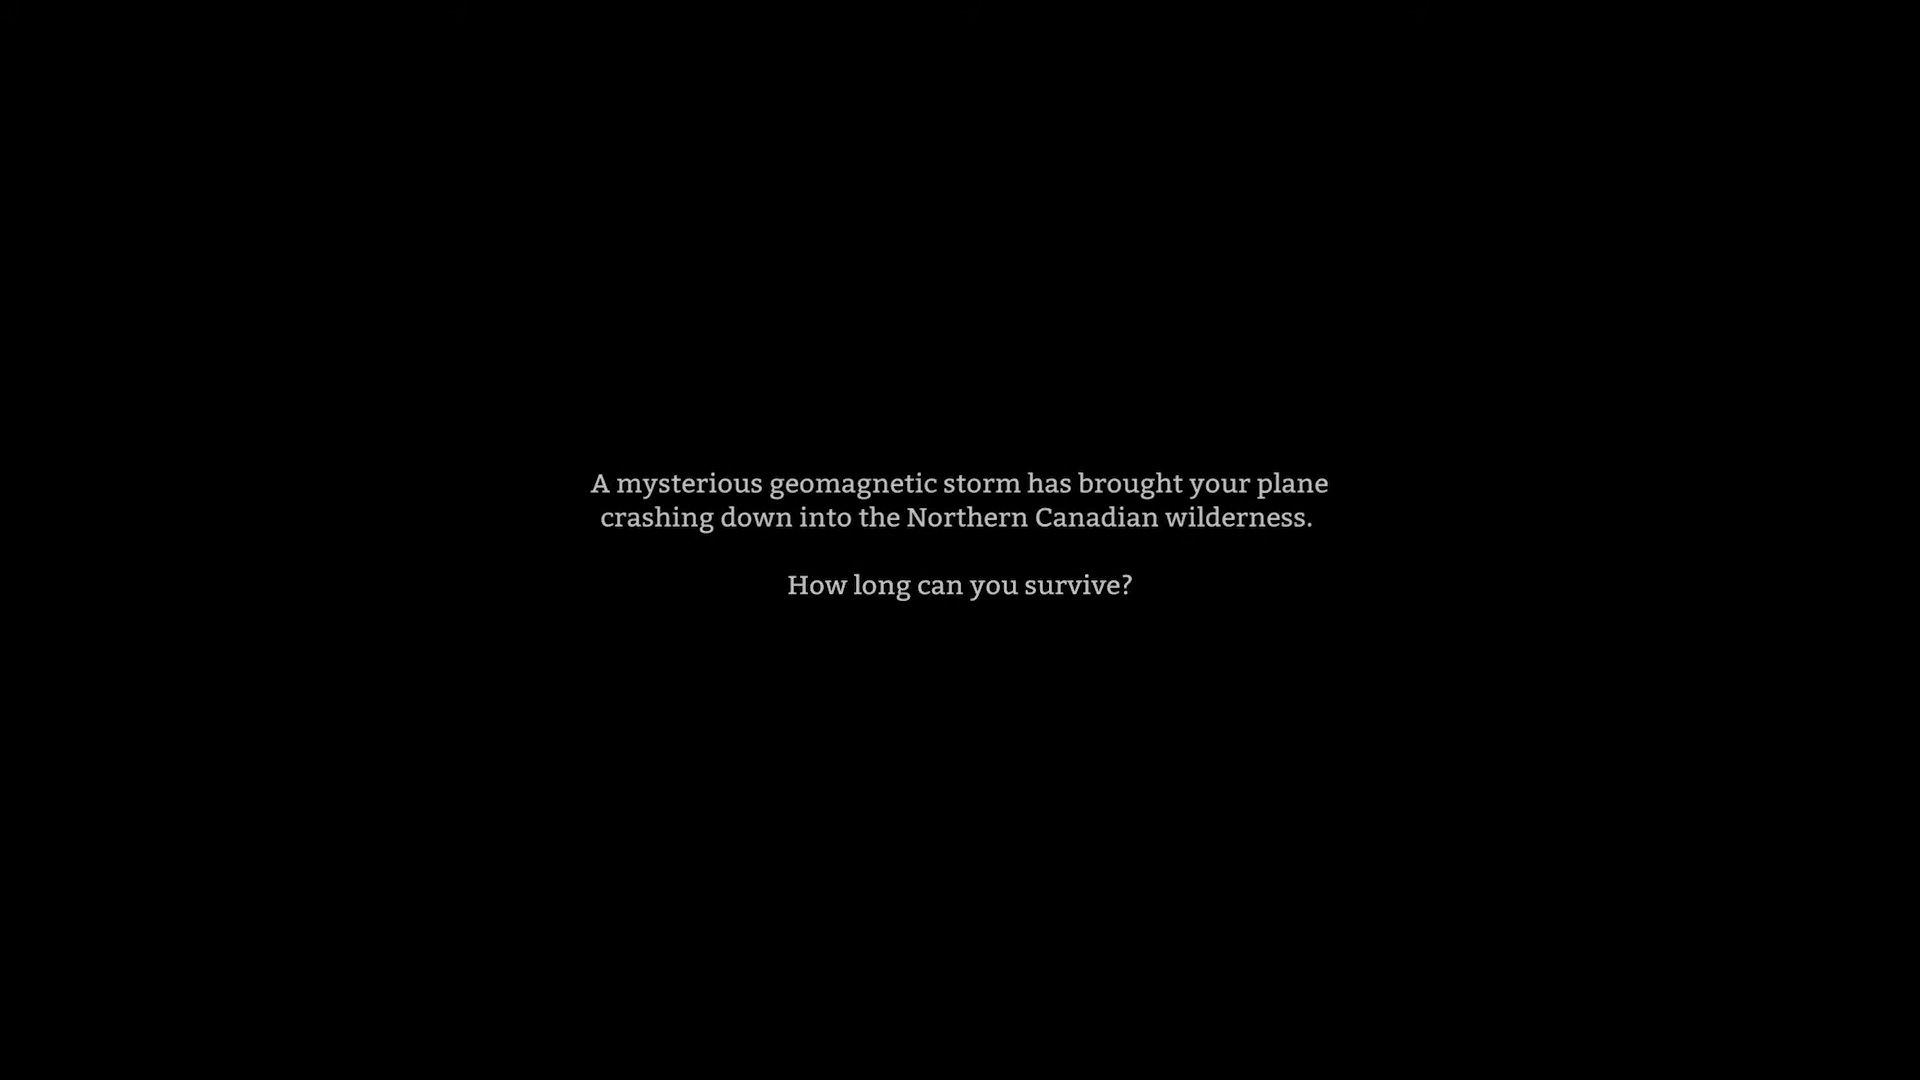 A mysterious geomagnetic storm has brought your plane
crashing down into the Northern Canadian wilderness.
How long can you survive?